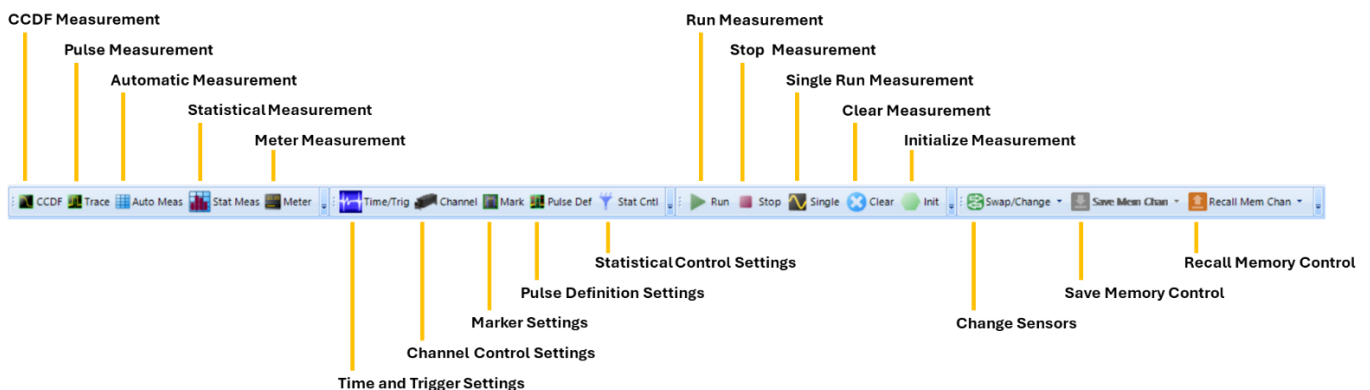 CCDF Measurement
Run Measurement
Pulse Measurement
Stop Measurement
Automatic Measurement
Single Run Measurement
Statistical Measurement
Clear Measurement
Meter Measurement
Initialize Measurement
CCDF Trace Auto Meas Stat Meas Meter Time/Trig Channel Mark Pulse Def Stat Cntl Run Stop Single Clear Init Swap/Change Save Mem Chan Recall Mem Chan
Statistical Control Settings
Recall Memory Control
Pulse Definition Settings
Save Memory Control
Marker Settings
Change Sensors
Channel Control Settings
Time and Trigger Settings